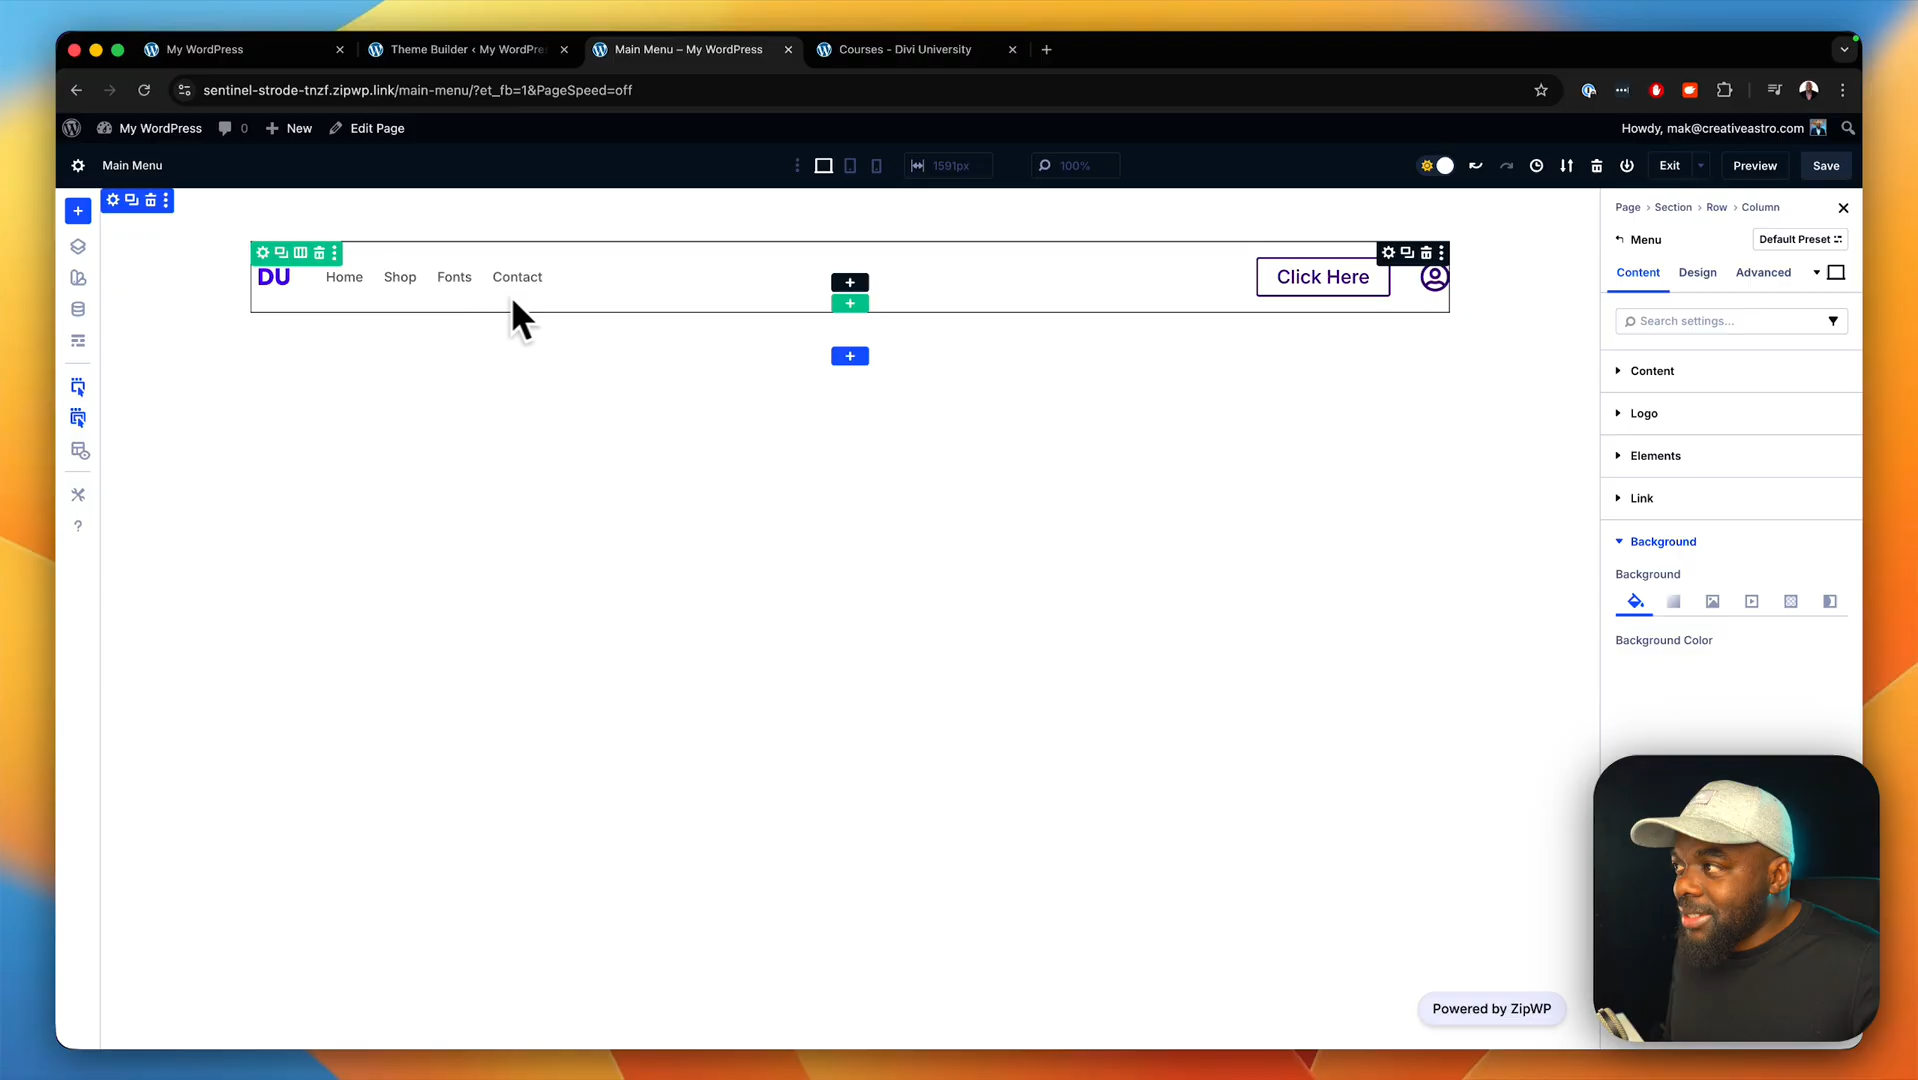 My WordPress
Theme Builder ‹ My WordPre
Main Menu – My WordPress
Courses - Divi University
sentinel-strode-tnzf.zipwp.link/main-menu/?et_fb=1&PageSpeed=off
My WordPress 0 New Edit Page
Howdy, mak@creativeastro.com
Main Menu
1591px
100%
Exit
Preview
Save
Page › Section › Row › Column
Menu
Default Preset
Content Design Advanced
DU
Home Shop Fonts Contact
Click Here
Search settings...
Content
Logo
Elements
Link
Background
Background
Background Color
Powered by ZipWP